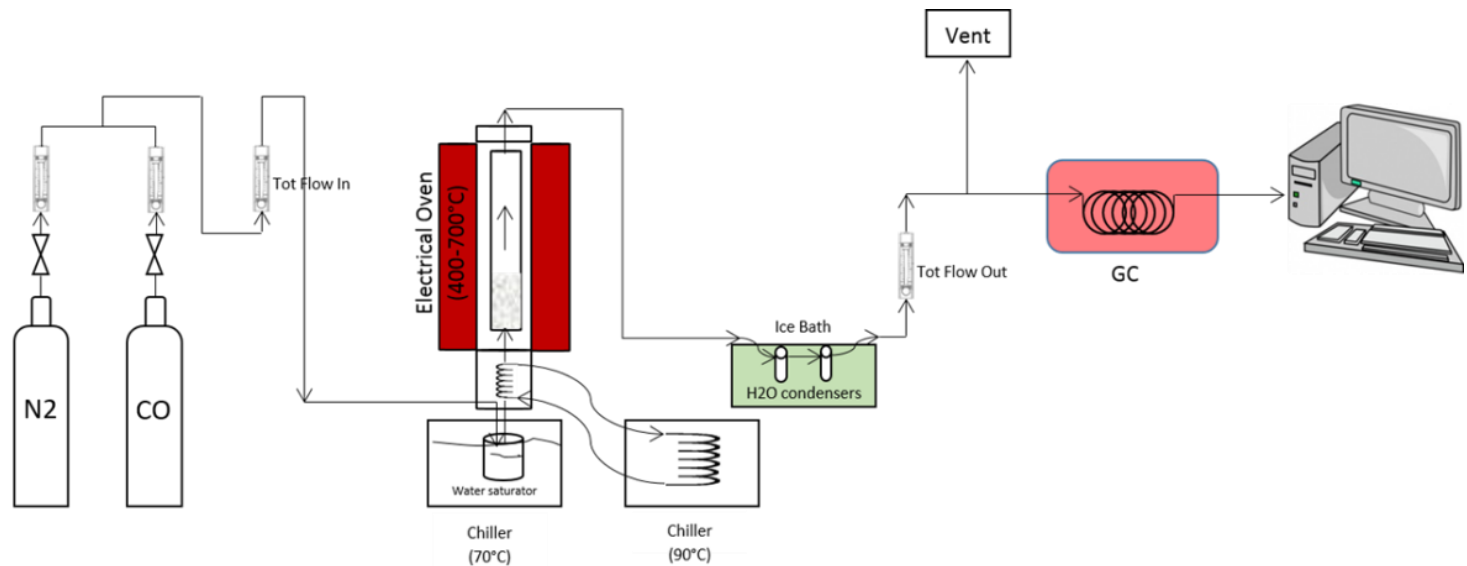 Vent
Tot Flow In
Electrical Oven
(400-700°C)
Tot Flow Out
GC
Ice Bath
H2O condensers
N2
CO
Water saturator
Chiller
(70°C)
Chiller
(90°C)